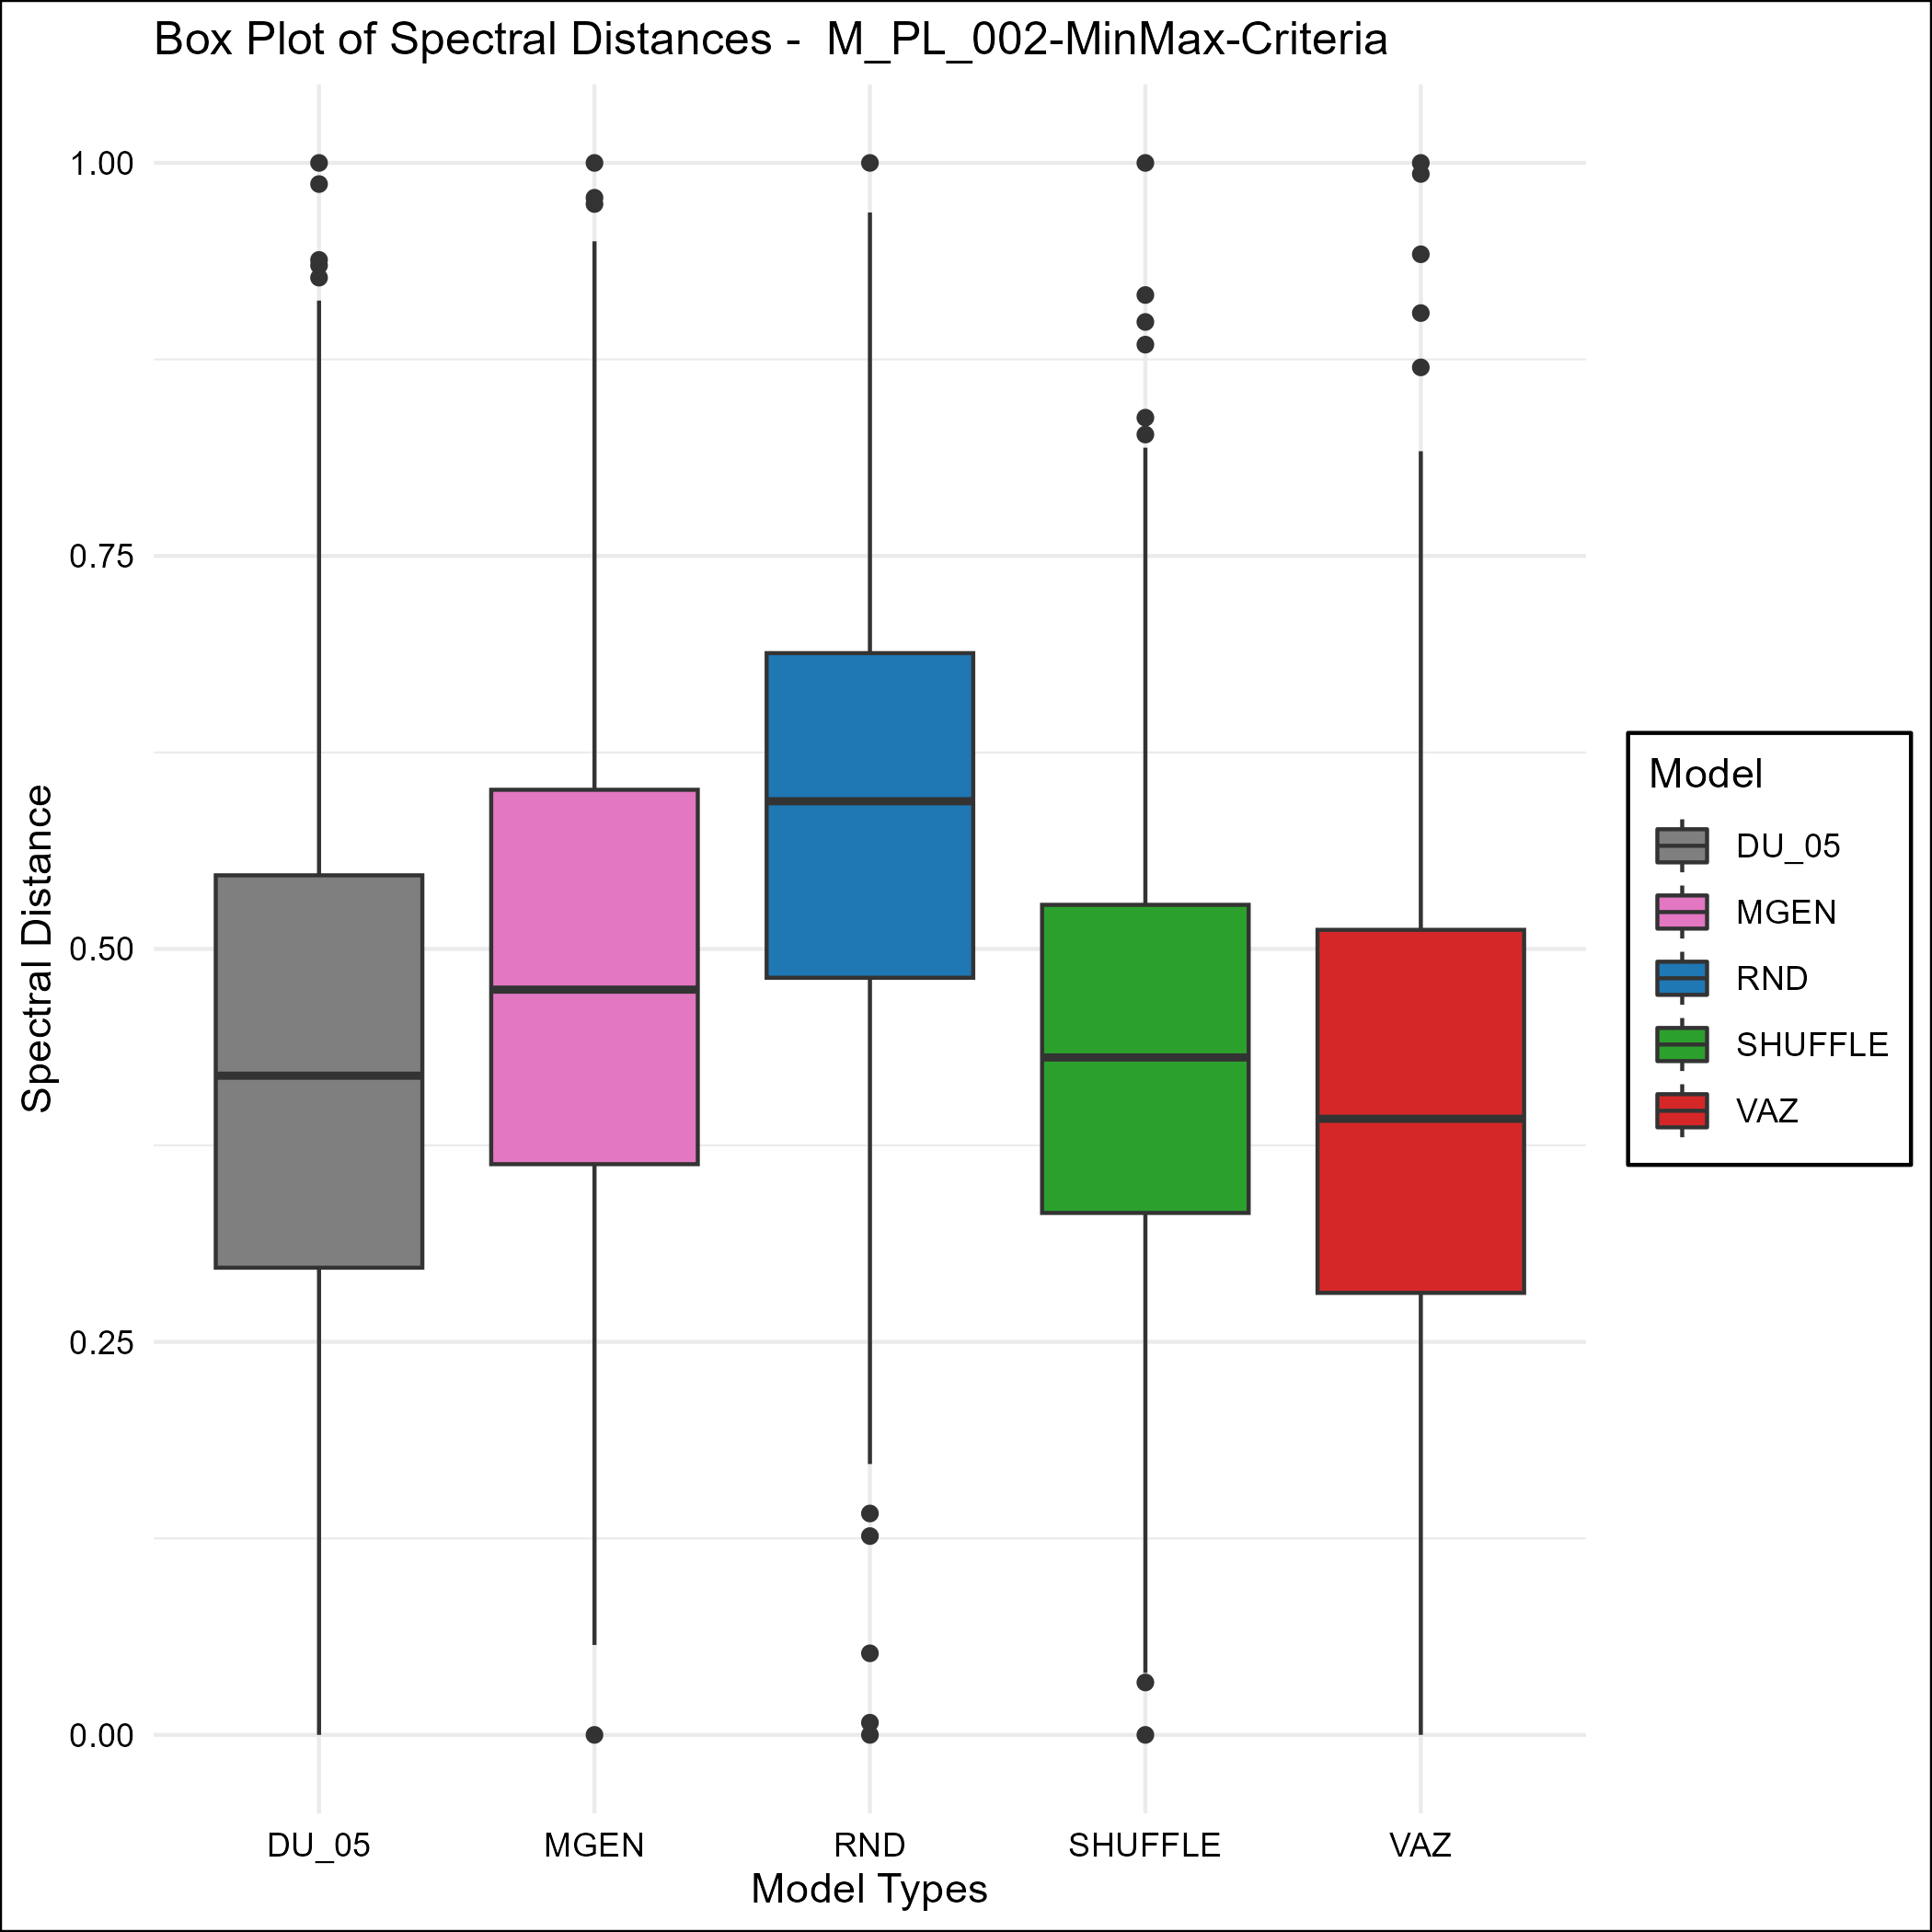 Box Plot of Spectral Distances -  M_PL_002-MinMax-Criteria
Spectral Distance
1.00
0.75
0.50
0.25
0.00
DU_05 MGEN RND SHUFFLE VAZ
Model Types
Model
DU_05
MGEN
RND
SHUFFLE
VAZ